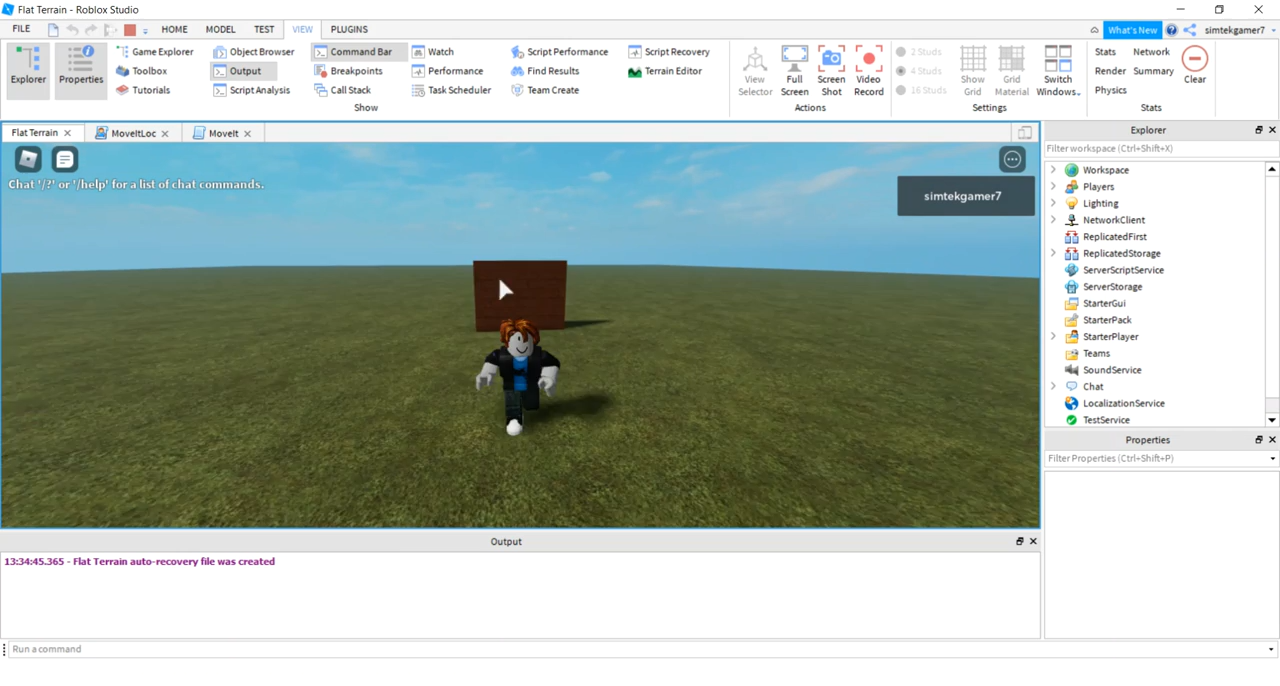 Flat Terrain - Roblox Studio
FILE HOME MODEL TEST VIEW PLUGINS What's New simtekgamer7
Explorer
Properties
Game Explorer
Toolbox
Tutorials
Object Browser
Output
Script Analysis
Command Bar
Breakpoints
Call Stack
Watch
Performance
Task Scheduler
Script Performance
Find Results
Team Create
Script Recovery
Terrain Editor
Show
View Selector
Full Screen
Screen Shot
Video Record
Actions
2 Studs
4 Studs
16 Studs
Show Grid
Grid Material
Switch Windows
Settings
Stats Network
Render Summary
Physics
Clear
Stats
Flat Terrain MoveItLoc MoveIt
Chat '/?' or '/help' for a list of chat commands.
simtekgamer7
Explorer
Filter workspace (Ctrl+Shift+X)
Workspace
Players
Lighting
NetworkClient
ReplicatedFirst
ReplicatedStorage
ServerScriptService
ServerStorage
StarterGui
StarterPack
StarterPlayer
Teams
SoundService
Chat
LocalizationService
TestService
Properties
Filter Properties (Ctrl+Shift+P)
Output
13:34:45.365 - Flat Terrain auto-recovery file was created
Run a command